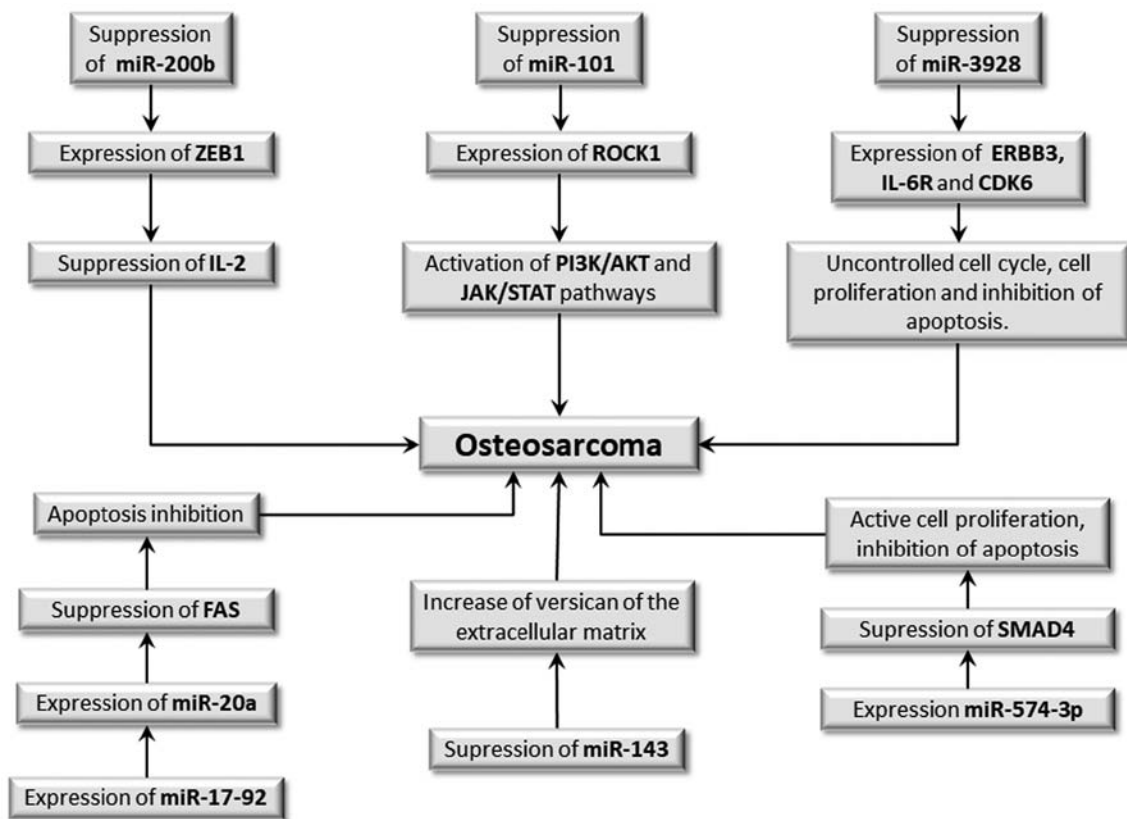 Suppression
of miR-200b
Expression of ZEB1
Suppression of IL-2
Suppression
of miR-101
Expression of ROCK1
Activation of PI3K/AKT and
JAK/STAT pathways
Suppression
of miR-3928
Expression of ERBB3,
IL-6R and CDK6
Uncontrolled cell cycle, cell
proliferation and inhibition of
apoptosis.
Osteosarcoma
Apoptosis inhibition
Suppression of FAS
Expression of miR-20a
Expression of miR-17-92
Increase of versican of the
extracellular matrix
Supression of miR-143
Active cell proliferation,
inhibition of apoptosis
Supression of SMAD4
Expression miR-574-3p